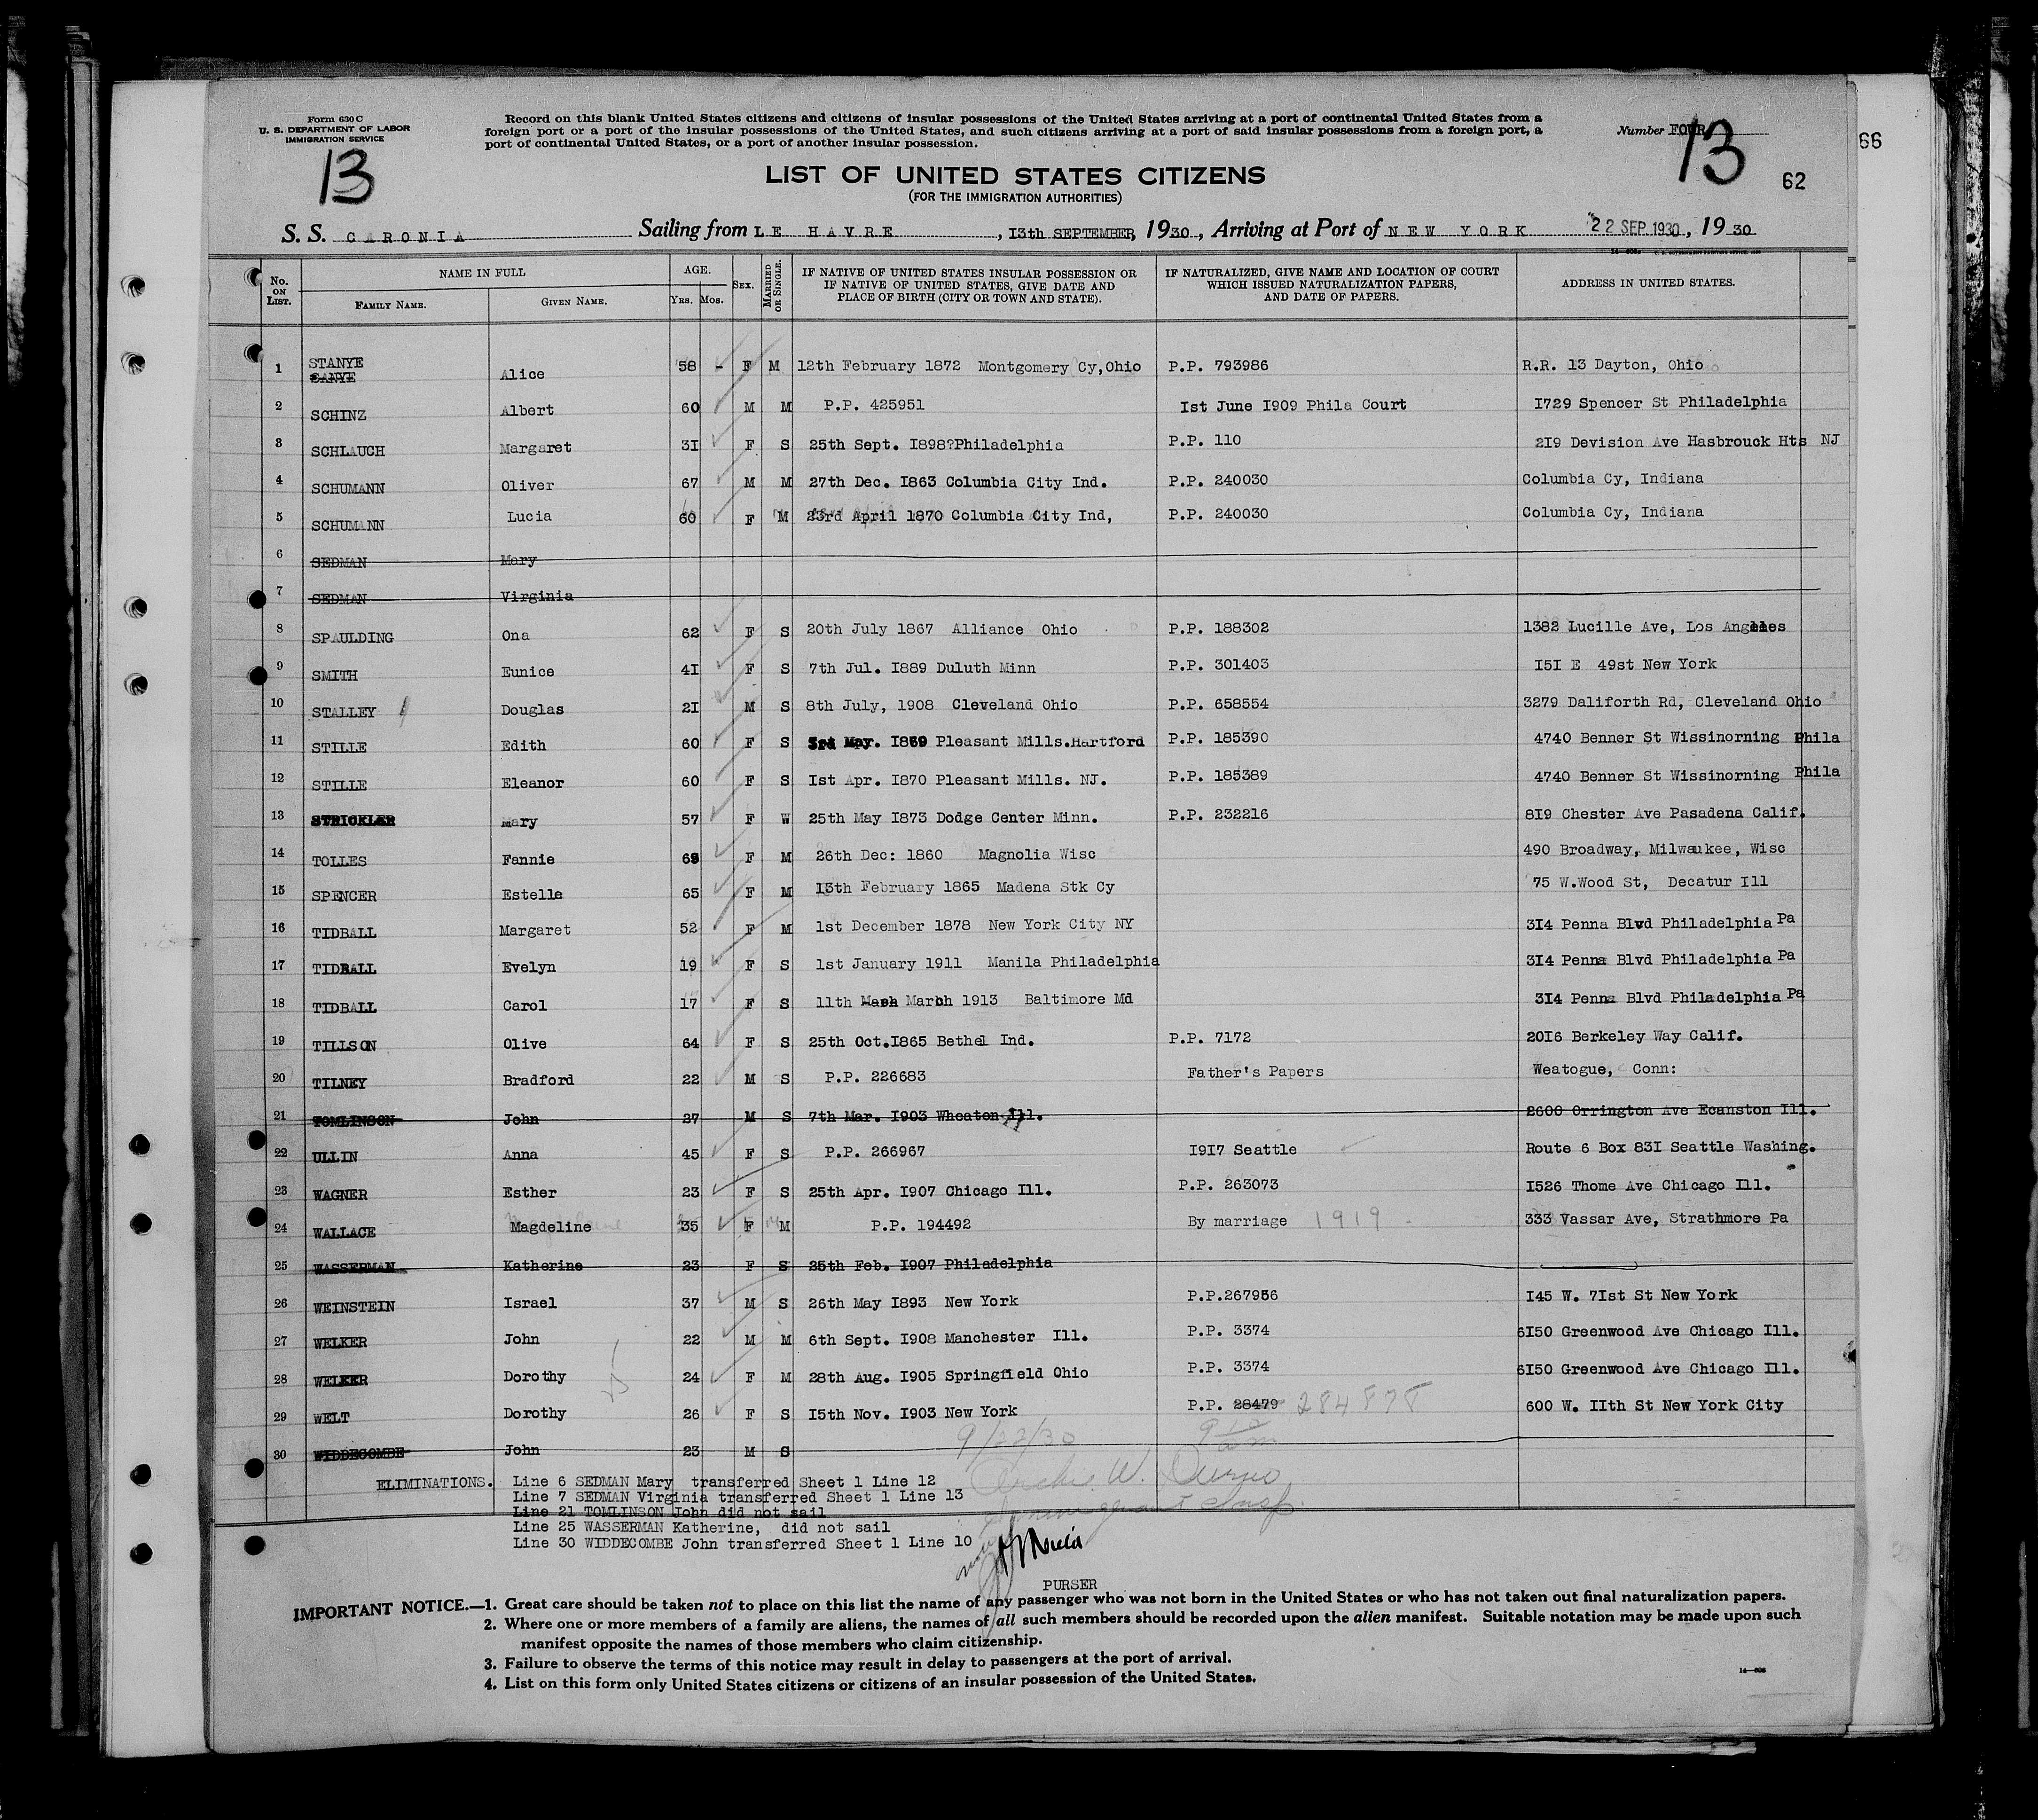 Form 630 C
U. S. DEPARTMENT OF LABOR
IMMIGRATION SERVICE
Record on this blank United States citizens and citizens of insular possessions of the United States arriving at a port of continental United States from a
foreign port or a port of the insular possessions of the United States, and such citizens arriving at a port of said insular possessions from a foreign port, a
port of continental United States, or a port of another insular possession.
Number FOUR
13
13
62
66
LIST OF UNITED STATES CITIZENS
(FOR THE IMMIGRATION AUTHORITIES)
S. S. CARONIA Sailing from LE HAVRE, 13th SEPTEMBER, 1930, Arriving at Port of NEW YORK 22 SEP 1930, 1930
No. ON LIST. NAME IN FULL FAMILY NAME. GIVEN NAME. AGE. YRS. MOS. SEX. MARRIED OR SINGLE. IF NATIVE OF UNITED STATES INSULAR POSSESSION OR IF NATIVE OF UNITED STATES, GIVE DATE AND PLACE OF BIRTH (CITY OR TOWN AND STATE). IF NATURALIZED, GIVE NAME AND LOCATION OF COURT WHICH ISSUED NATURALIZATION PAPERS, AND DATE OF PAPERS. ADDRESS IN UNITED STATES.
1 STANYE SANYE Alice 58 - F M 12th February 1872 Montgomery Cy,Ohio P.P. 793986 R.R. 13 Dayton, Ohio
2 SCHINZ Albert 60 M M P.P. 425951 1st June 1909 Phila Court 1729 Spencer St Philadelphia
3 SCHLAUCH Margaret 31 F S 25th Sept. 1898?Philadelphia P.P. 110 219 Devision Ave Hasbrouck Hts NJ
4 SCHUMANN Oliver 67 M M 27th Dec. 1863 Columbia City Ind. P.P. 240030 Columbia Cy, Indiana
5 SCHUMANN Lucia 60 F M 23rd April 1870 Columbia City Ind, P.P. 240030 Columbia Cy, Indiana
6 SEDMAN Mary
7 SEDMAN Virginia
8 SPAULDING Ona 62 F S 20th July 1867 Alliance Ohio P.P. 188302 1382 Lucille Ave, Los Angeles
9 SMITH Eunice 41 F S 7th Jul. 1889 Duluth Minn P.P. 301403 151 E 49st New York
10 STALLEY Douglas 21 M S 8th July, 1908 Cleveland Ohio P.P. 658554 3279 Daliforth Rd, Cleveland Ohio
11 STILLE Edith 60 F S 3rd May. 1869 Pleasant Mills.Hartford P.P. 185390 4740 Benner St Wissinorning Phila
12 STILLE Eleanor 60 F S 1st Apr. 1870 Pleasant Mills. NJ. P.P. 185389 4740 Benner St Wissinorning Phila
13 STRICKLER Mary 57 F W 25th May 1873 Dodge Center Minn. P.P. 232216 819 Chester Ave Pasadena Calif.
14 TOLLES Fannie 69 F M 26th Dec: 1860 Magnolia Wisc 490 Broadway, Milwaukee, Wisc
15 SPENCER Estelle 65 F M 13th February 1865 Madena Stk Cy 75 W.Wood St, Decatur Ill
16 TIDBALL Margaret 52 F M 1st December 1878 New York City NY 314 Penna Blvd Philadelphia Pa
17 TIDBALL Evelyn 19 F S 1st January 1911 Manila Philadelphia 314 Penna Blvd Philadelphia Pa
18 TIDBALL Carol 17 F S 11th March 1913 Baltimore Md 314 Penna Blvd Philadelphia Pa
19 TILLSON Olive 64 F S 25th Oct.1865 Bethel Ind. P.P. 7172 2016 Berkeley Way Calif.
20 TILNEY Bradford 22 M S P.P. 226683 Father's Papers Weatogue, Conn:
21 TOMLINSON John 27 M S 7th Mar. 1903 Wheaton Ill. 2600 Orrington Ave Ecanston Ill.
22 ULLIN Anna 45 F S P.P. 266967 1917 Seattle Route 6 Box 831 Seattle Washing.
23 WAGNER Esther 23 F S 25th Apr. 1907 Chicago Ill. P.P. 263073 1526 Thome Ave Chicago Ill.
24 WALLACE Magdeline 35 F M P.P. 194492 By marriage 1919 333 Vassar Ave, Strathmore Pa
25 WASSERMAN Katherine 23 F S 25th Feb. 1907 Philadelphia
26 WEINSTEIN Israel 37 M S 26th May 1893 New York P.P.267956 145 W. 71st St New York
27 WELKER John 22 M M 6th Sept. 1908 Manchester Ill. P.P. 3374 6150 Greenwood Ave Chicago Ill.
28 WELKER Dorothy 24 F M 28th Aug. 1905 Springfield Ohio P.P. 3374 6150 Greenwood Ave Chicago Ill.
29 WELT Dorothy 26 F S 15th Nov. 1903 New York P.P. 28479 284878 600 W. 11th St New York City
30 WIDDECOMBE John 23 M S
9/22/30
ELIMINATIONS. Line 6 SEDMAN Mary transferred Sheet 1 Line 12
Line 7 SEDMAN Virginia transferred Sheet 1 Line 13
Line 21 TOMLINSON John did not sail
Line 25 WASSERMAN Katherine, did not sail
Line 30 WIDDECOMBE John transferred Sheet 1 Line 10
Archie W.
Immigrant Insp.
PURSER
IMPORTANT NOTICE.—1. Great care should be taken not to place on this list the name of any passenger who was not born in the United States or who has not taken out final naturalization papers.
2. Where one or more members of a family are aliens, the names of all such members should be recorded upon the alien manifest. Suitable notation may be made upon such
manifest opposite the names of those members who claim citizenship.
3. Failure to observe the terms of this notice may result in delay to passengers at the port of arrival.
4. List on this form only United States citizens or citizens of an insular possession of the United States.